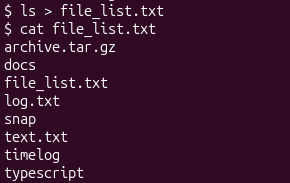 $ ls > file_list.txt
$ cat file_list.txt
archive.tar.gz
docs
file_list.txt
log.txt
snap
text.txt
timelog
typescript